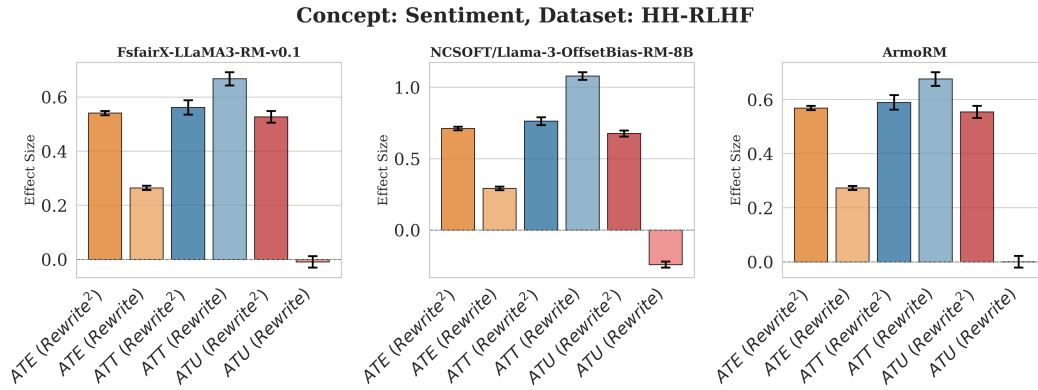 Concept: Sentiment, Dataset: HH-RLHF
FsfairX-LLaMA3-RM-v0.1
Effect Size
0.6
0.4
0.2
0.0
ATE (Rewrite²)
ATE (Rewrite)
ATT (Rewrite²)
ATT (Rewrite)
ATU (Rewrite²)
ATU (Rewrite)
NCSOFT/Llama-3-OffsetBias-RM-8B
Effect Size
1.0
0.5
0.0
ATE (Rewrite²)
ATE (Rewrite)
ATT (Rewrite²)
ATT (Rewrite)
ATU (Rewrite²)
ATU (Rewrite)
ArmoRM
Effect Size
0.6
0.4
0.2
0.0
ATE (Rewrite²)
ATE (Rewrite)
ATT (Rewrite²)
ATT (Rewrite)
ATU (Rewrite²)
ATU (Rewrite)